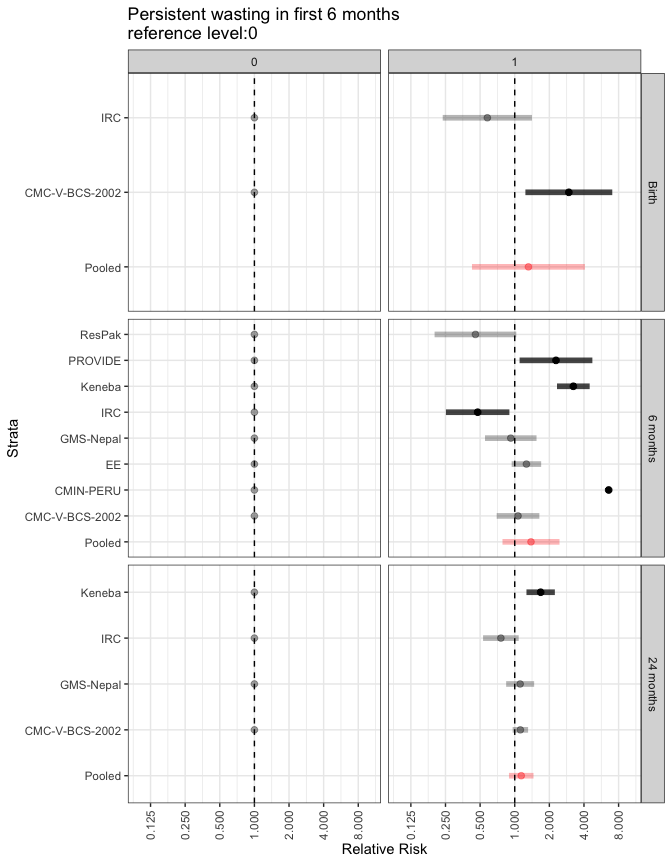 Persistent wasting in first 6 months
reference level:0
0
1
IRC
CMC-V-BCS-2002
Pooled
Birth
ResPak
PROVIDE
Keneba
IRC
GMS-Nepal
EE
CMIN-PERU
CMC-V-BCS-2002
Pooled
6 months
Keneba
IRC
GMS-Nepal
CMC-V-BCS-2002
Pooled
24 months
Strata
0.125
0.250
0.500
1.000
2.000
4.000
8.000
0.125
0.250
0.500
1.000
2.000
4.000
8.000
Relative Risk